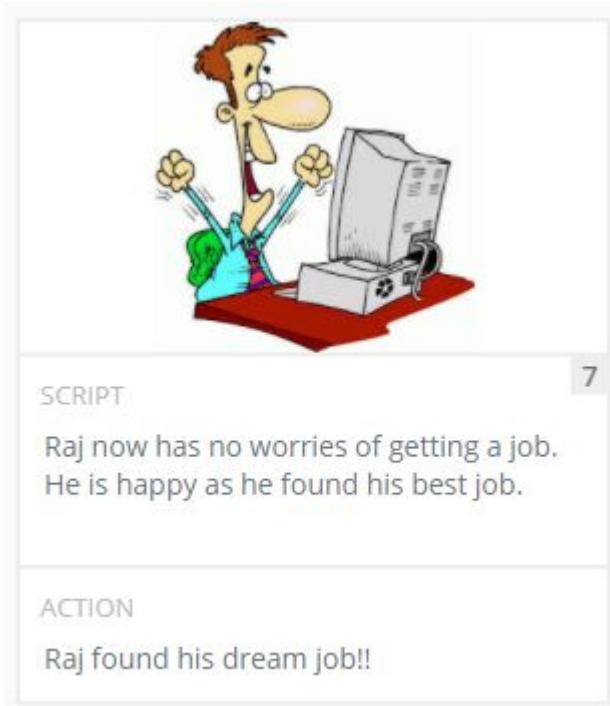 7
SCRIPT
Raj now has no worries of getting a job.
He is happy as he found his best job.
ACTION
Raj found his dream job!!